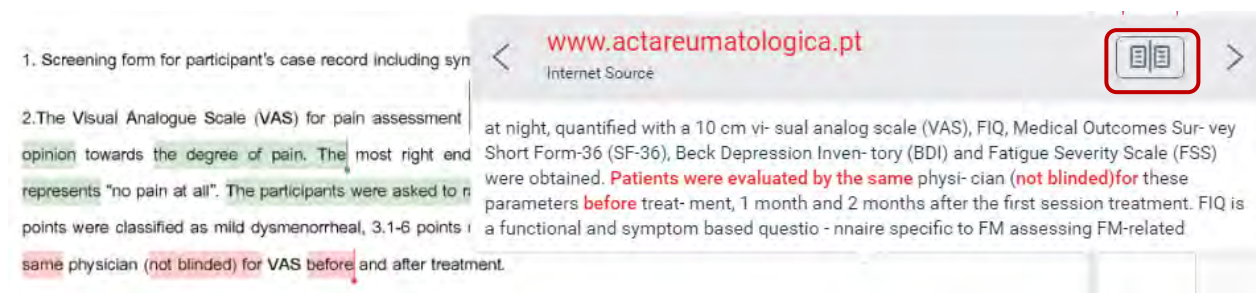 1. Screening form for participant's case record including syn
2.The Visual Analogue Scale (VAS) for pain assessment
opinion towards the degree of pain. The most right end
represents "no pain at all". The participants were asked to r
points were classified as mild dysmenorrheal, 3.1-6 points
same physician (not blinded) for VAS before and after treatment.
www.actareumatologica.pt
Internet Source
at night, quantified with a 10 cm vi- sual analog scale (VAS), FIQ, Medical Outcomes Sur- vey
Short Form-36 (SF-36), Beck Depression Inven- tory (BDI) and Fatigue Severity Scale (FSS)
were obtained. Patients were evaluated by the same physi- cian (not blinded)for these
parameters before treat- ment, 1 month and 2 months after the first session treatment. FIQ is
a functional and symptom based questio - nnaire specific to FM assessing FM-related